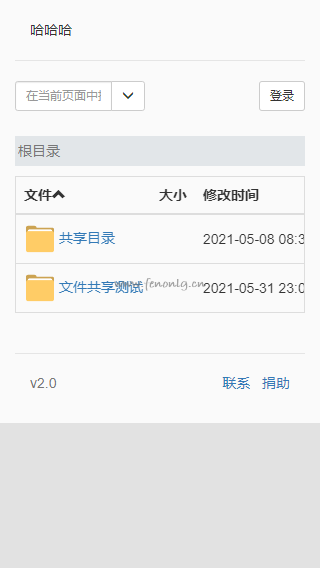 哈哈哈
在当前页面中
登录
根目录
文件 大小 修改时间
共享目录 2021-05-08 08:3
文件共享测试 2021-05-31 23:0
www.fenonlg.cn
v2.0 联系 捐助